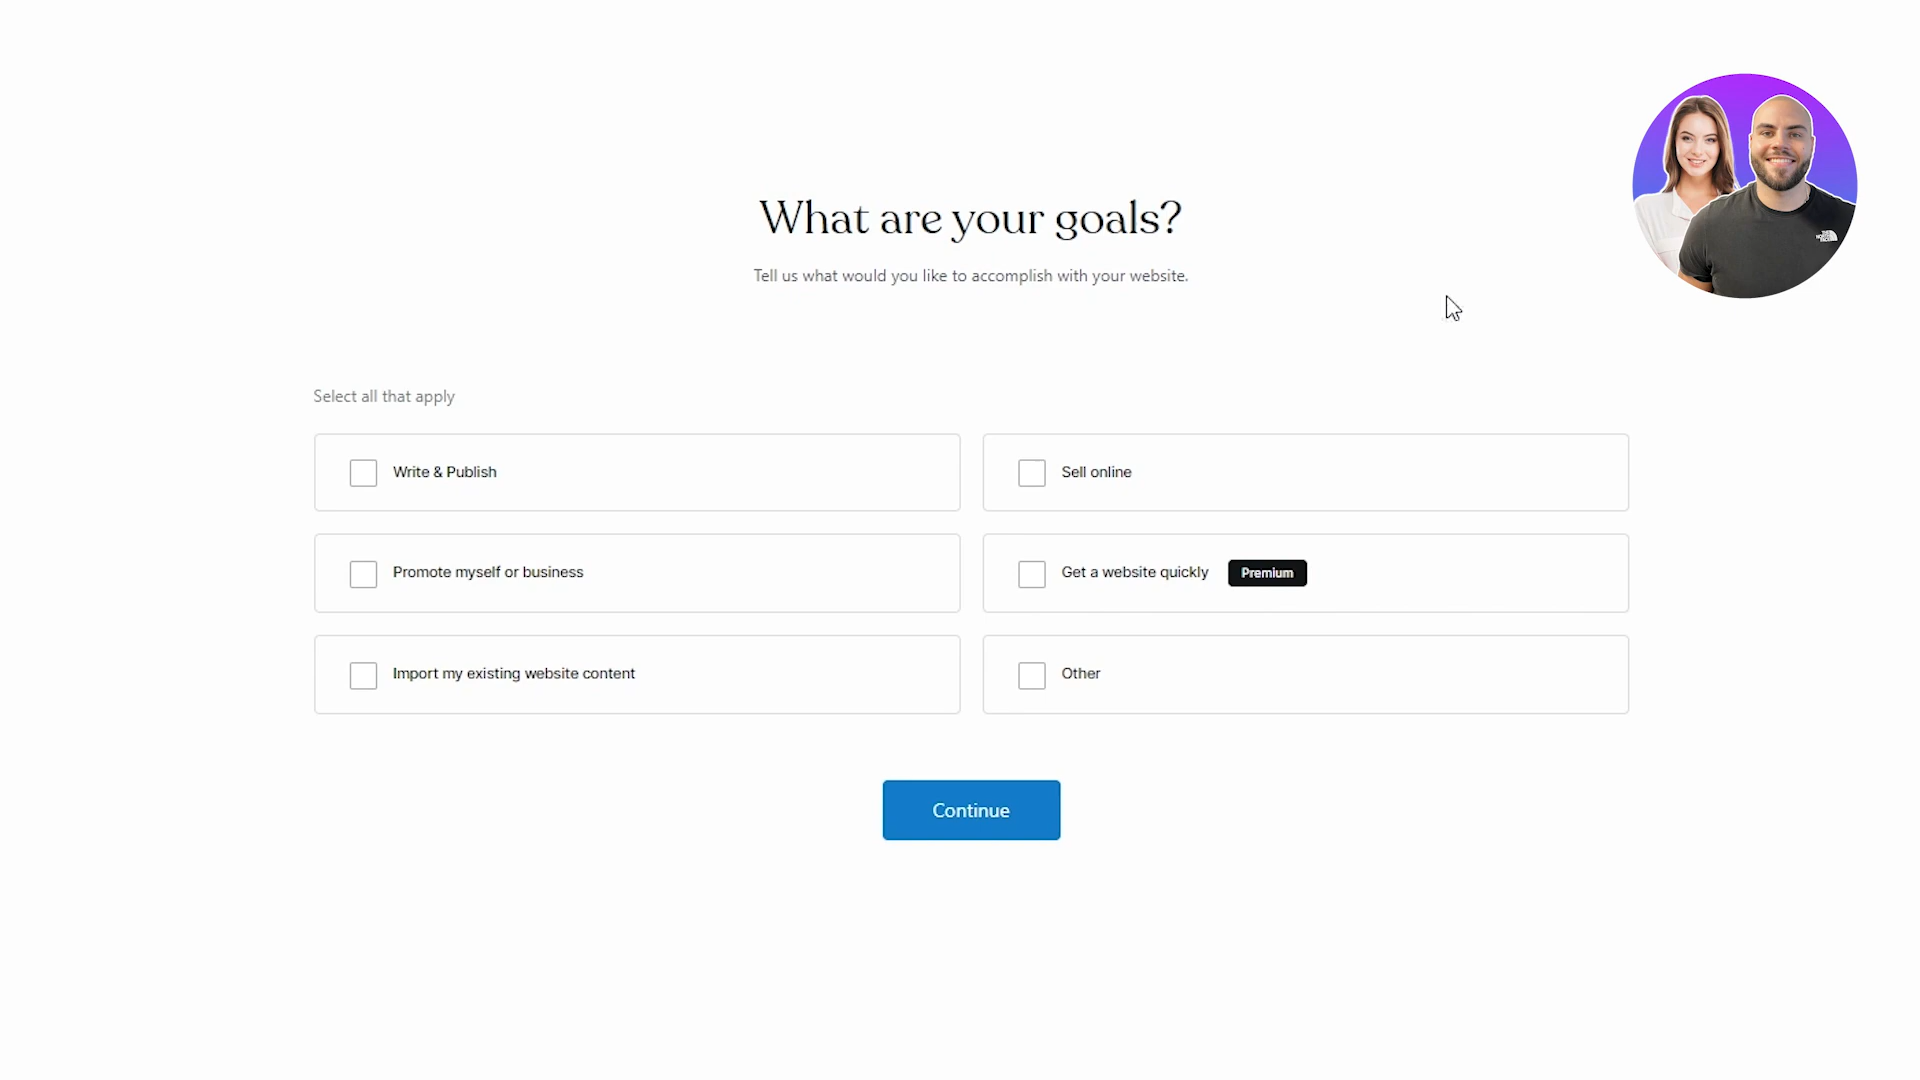 What are your goals?
Tell us what would you like to accomplish with your website.
Select all that apply
Write & Publish
Sell online
Promote myself or business
Get a website quickly Premium
Import my existing website content
Other
Continue